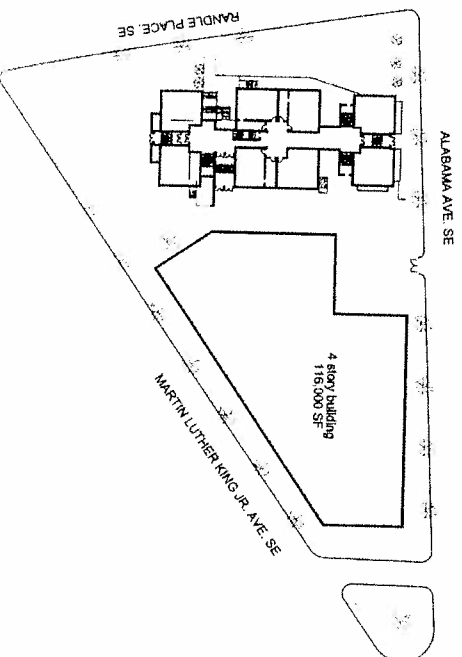 RANDLE PLACE. SE
ALABAMA AVE. SE
4 story building
116,000 SF
MARTIN LUTHER KING JR. AVE. SE